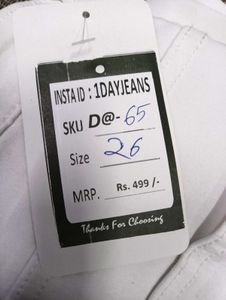 INSTA ID : 1DAYJEANS
SKU D@- 65
Size 26
MRP. Rs. 499 /-
Thanks For Choosing